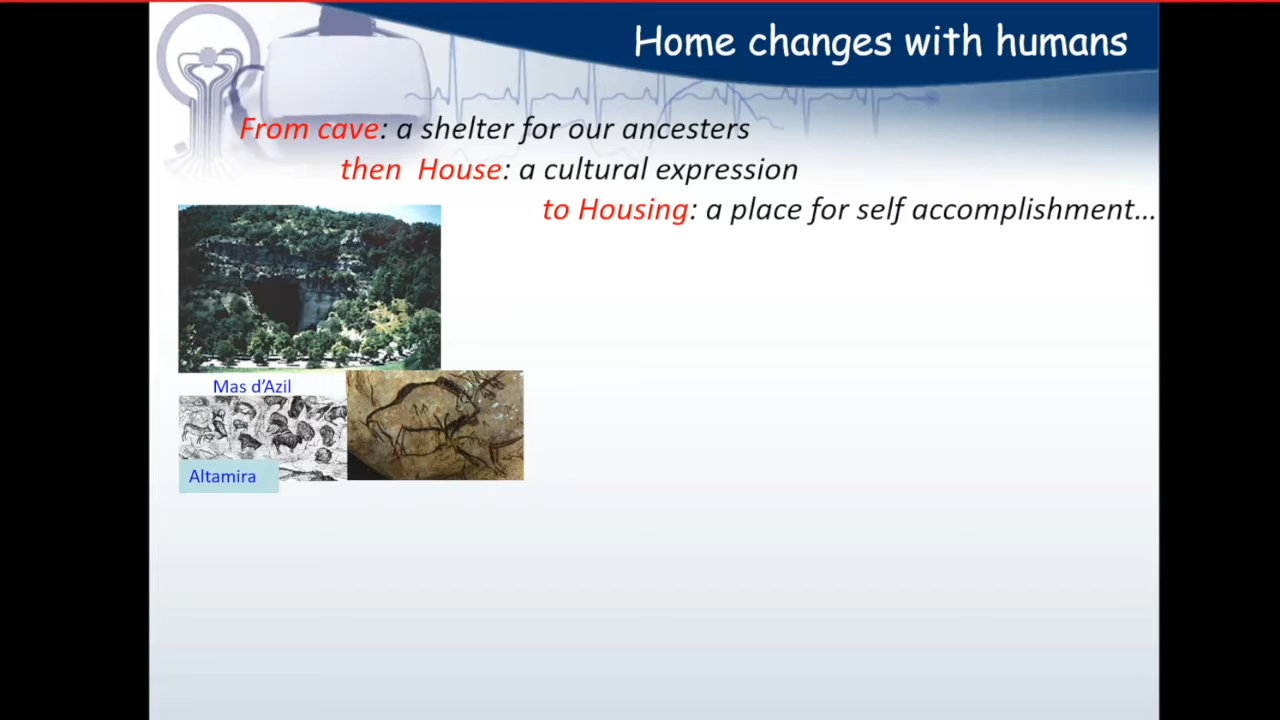 Home changes with humans
From cave: a shelter for our ancesters
then House: a cultural expression
to Housing: a place for self accomplishment...
Mas d'Azil
Altamira